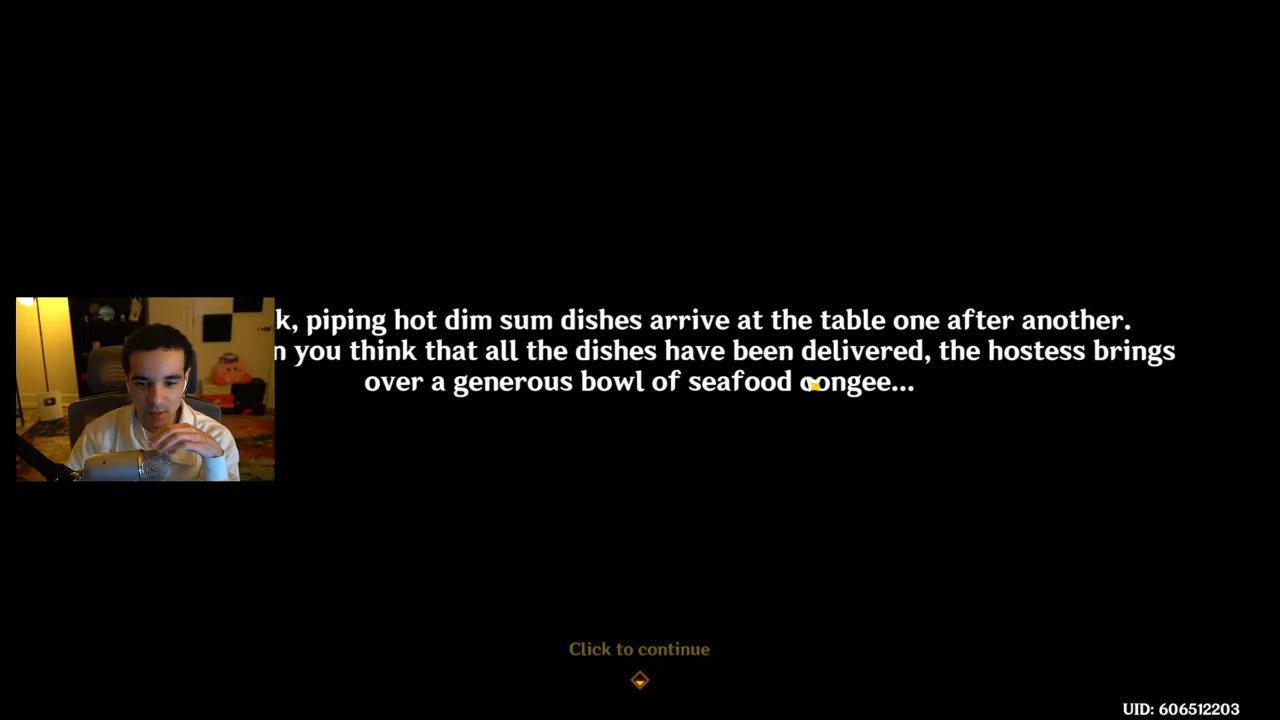 piping hot dim sum dishes arrive at the table one after another.
you think that all the dishes have been delivered, the hostess brings
over a generous bowl of seafood congee...
Click to continue
UID: 606512203